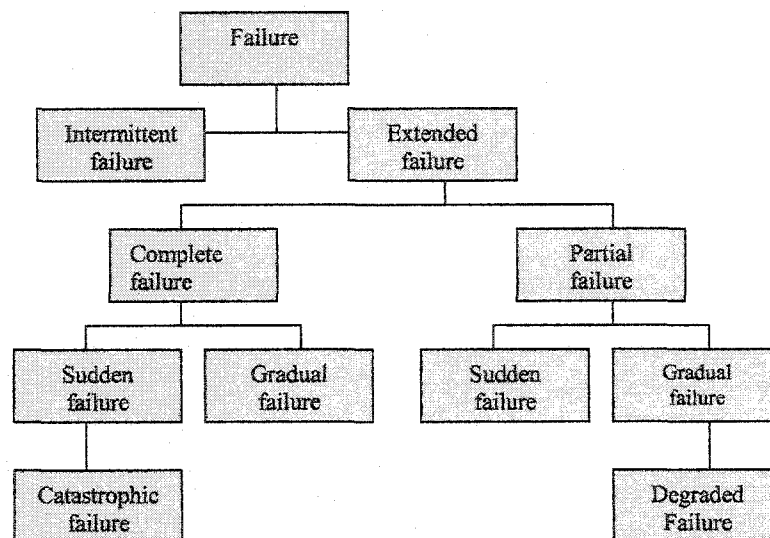 Failure
Intermittent
failure
Extended
failure
Complete
failure
Partial
failure
Sudden
failure
Gradual
failure
Sudden
failure
Gradual
failure
Catastrophic
failure
Degraded
Failure